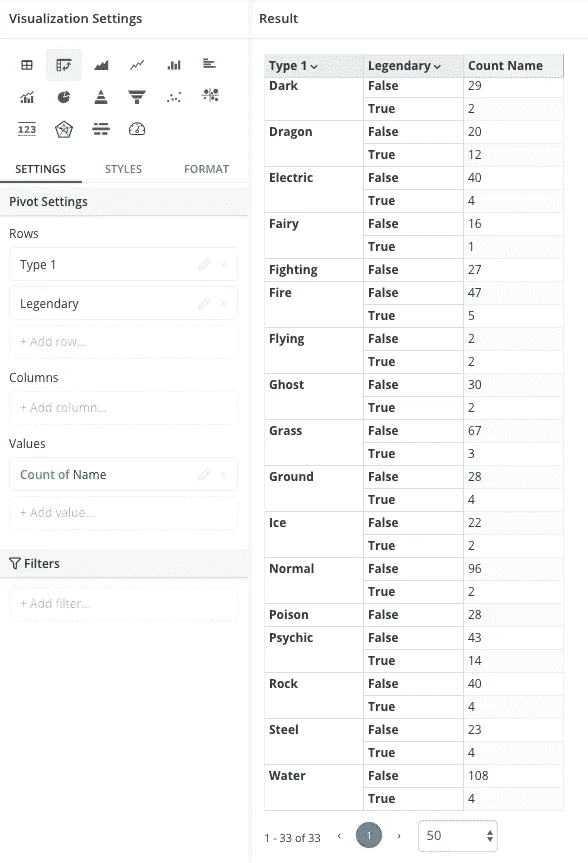 Visualization Settings
123
SETTINGS STYLES FORMAT
Pivot Settings
Rows
Type 1
Legendary
+ Add row...
Columns
+ Add column...
Values
Count of Name
+ Add value...
Filters
+ Add filter...
Result
Type 1 Legendary Count Name
Dark False 29
True 2
Dragon False 20
True 12
Electric False 40
True 4
Fairy False 16
True 1
Fighting False 27
Fire False 47
True 5
Flying False 2
True 2
Ghost False 30
True 2
Grass False 67
True 3
Ground False 28
True 4
Ice False 22
True 2
Normal False 96
True 2
Poison False 28
Psychic False 43
True 14
Rock False 40
True 4
Steel False 23
True 4
Water False 108
True 4
1 - 33 of 33 ‹ 1 › 50